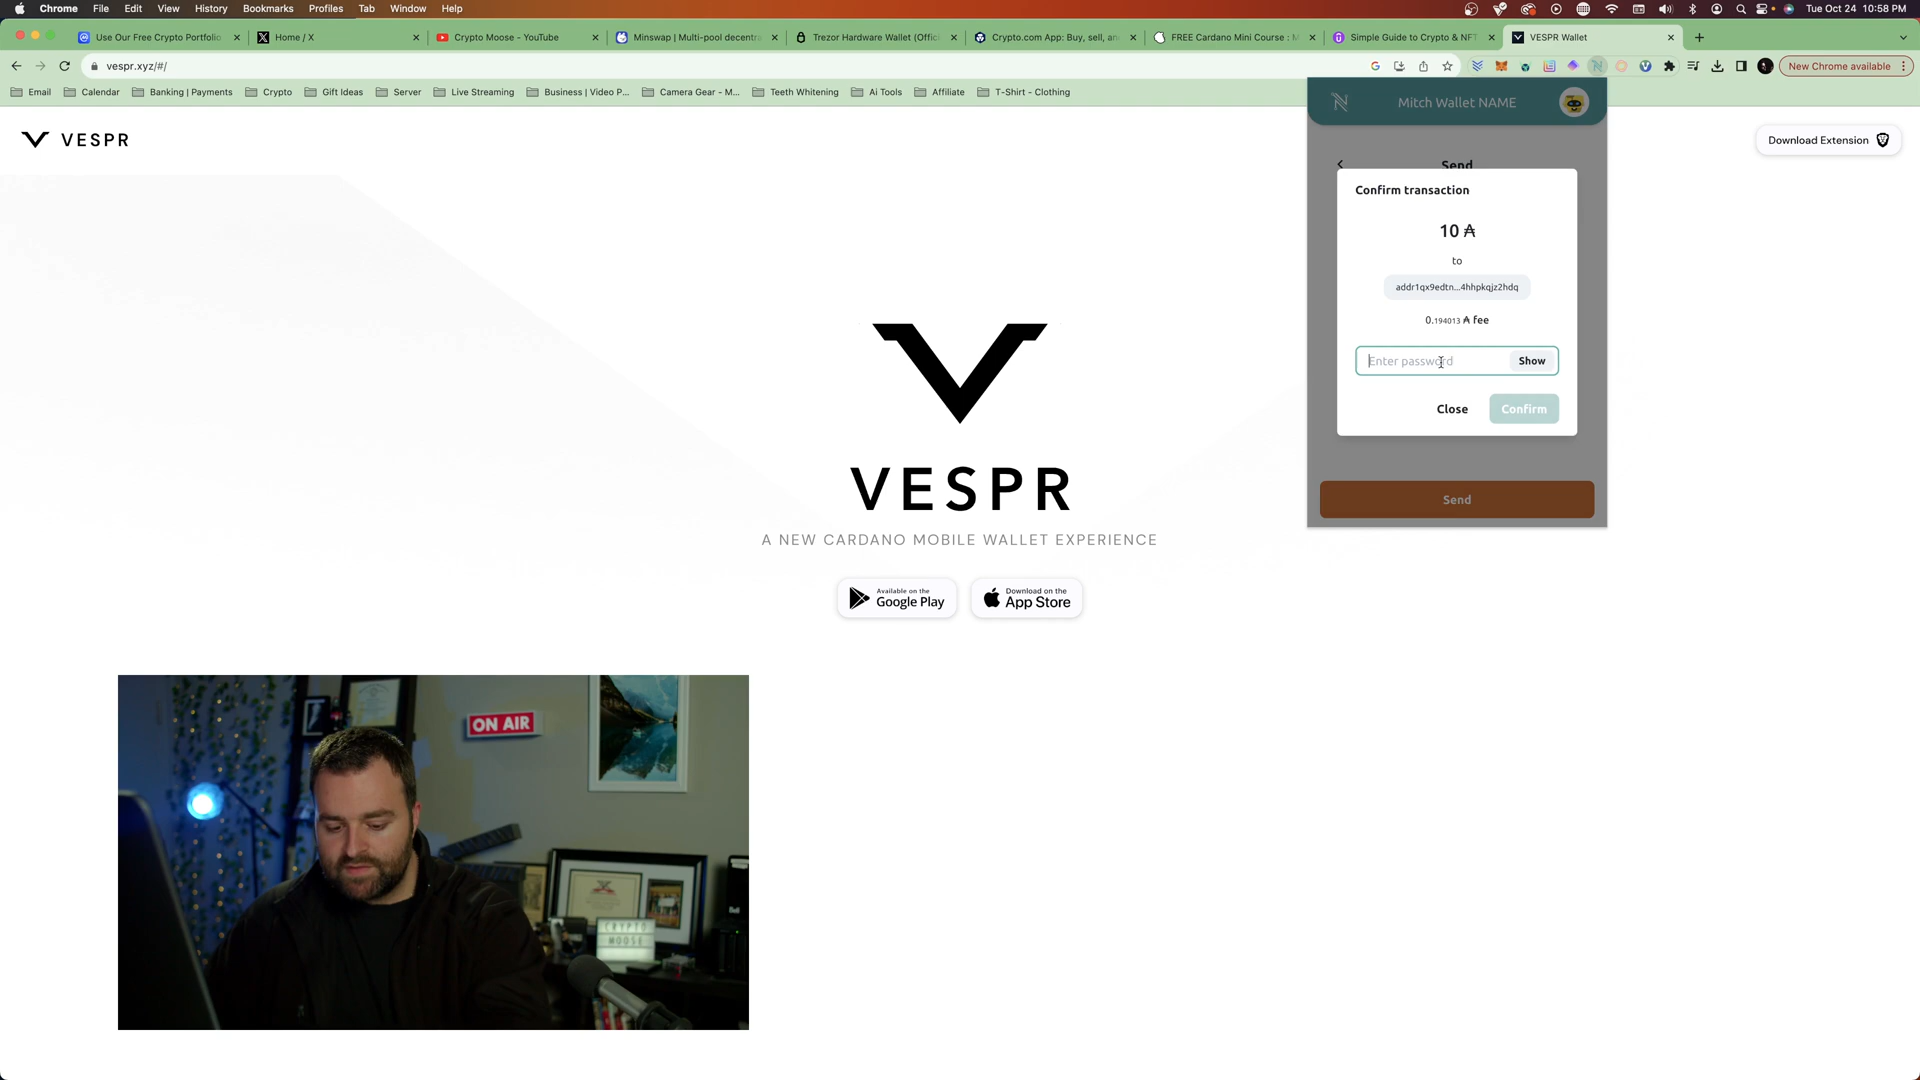 Chrome File Edit View History Bookmarks Profiles Tab Window Help
Tue Oct 24 10:58 PM
Use Our Free Crypto Portfolio
Home / X
Crypto Moose - YouTube
Minswap | Multi-pool decentr
Trezor Hardware Wallet (Offic
Crypto.com App: Buy, sell, an
FREE Cardano Mini Course : M
Simple Guide to Crypto & NFT
VESPR Wallet
vespr.xyz/#/
New Chrome available
Email
Calendar
Banking | Payments
Crypto
Gift Ideas
Server
Live Streaming
Business | Video P...
Camera Gear - M...
Teeth Whitening
Ai Tools
Affiliate
T-Shirt - Clothing
VESPR
Download Extension
Mitch Wallet NAME
Send
Confirm transaction
10 ₳
to
addr1qx9edtn...4hhpkqjz2hdq
0.194013 ₳ fee
Enter password
Show
Close
Confirm
Send
VESPR
A NEW CARDANO MOBILE WALLET EXPERIENCE
Available on the
Google Play
Download on the
App Store
ON AIR
CRYPTO
MOOSE